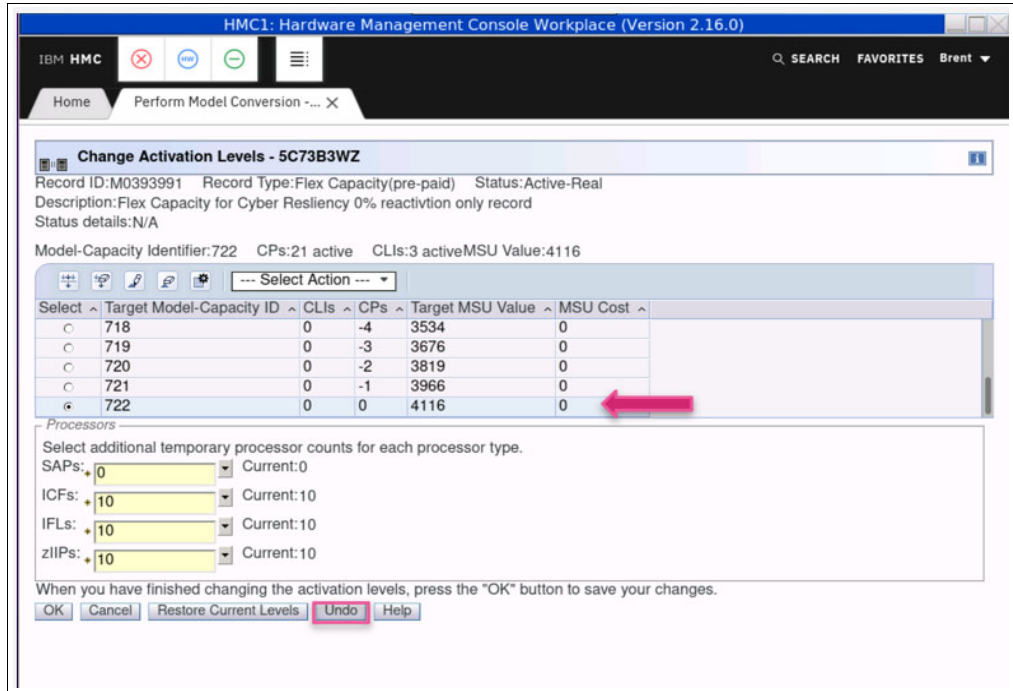 HMC1: Hardware Management Console Workplace (Version 2.16.0)
IBM HMC HW SEARCH FAVORITES Brent
Home Perform Model Conversion -... X
Change Activation Levels - 5C73B3WZ
Record ID:M0393991 Record Type:Flex Capacity(pre-paid) Status:Active-Real
Description:Flex Capacity for Cyber Resliency 0% reactivtion only record
Status details:N/A
Model-Capacity Identifier:722 CPs:21 active CLIs:3 activeMSU Value:4116
--- Select Action ---
Select Target Model-Capacity ID CLIs CPs Target MSU Value MSU Cost
718 0 -4 3534 0
719 0 -3 3676 0
720 0 -2 3819 0
721 0 -1 3966 0
722 0 0 4116 0
Processors
Select additional temporary processor counts for each processor type.
SAPs: 0 Current:0
ICFs: 10 Current:10
IFLs: 10 Current:10
zIIPs: 10 Current:10
When you have finished changing the activation levels, press the "OK" button to save your changes.
OK Cancel Restore Current Levels Undo Help